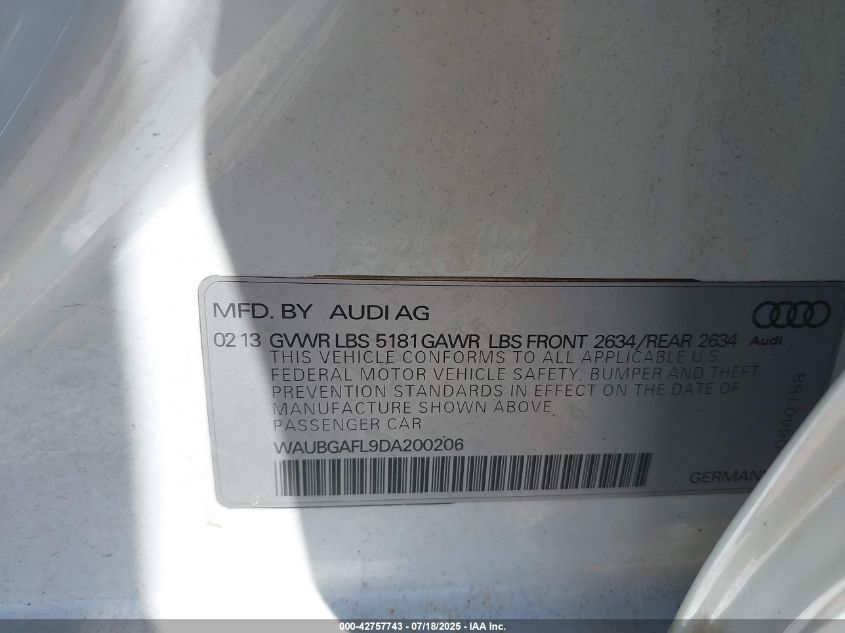 MFD. BY AUDI AG
02 13 GVWR LBS 5181 GAWR LBS FRONT 2634/REAR 2634
Audi
THIS VEHICLE CONFORMS TO ALL APPLICABLE U.S.
FEDERAL MOTOR VEHICLE SAFETY, BUMPER AND THEFT
PREVENTION STANDARDS IN EFFECT ON THE DATE OF
MANUFACTURE SHOWN ABOVE
PASSENGER CAR
WAUBGAFL9DA200206
000-42757743 - 07/18/2025 - IAA Inc.